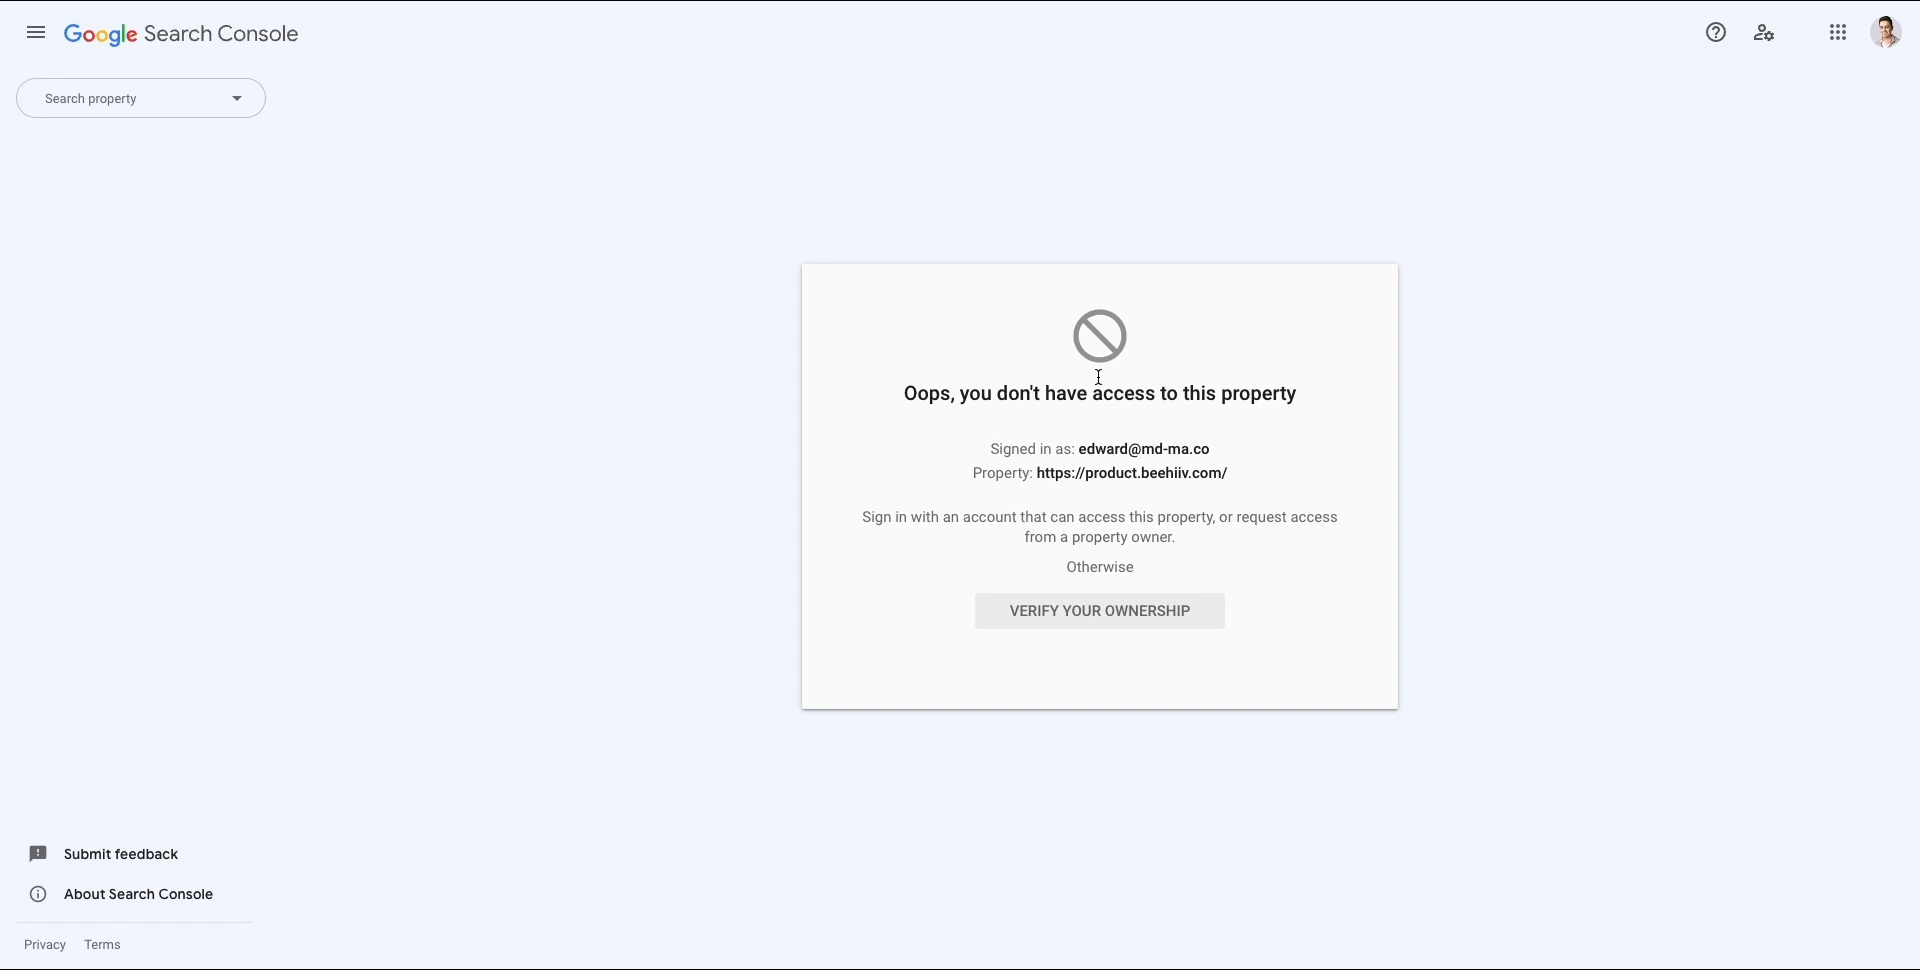 Google Search Console
Search property
Oops, you don't have access to this property
Signed in as: edward@md-ma.co
Property: https://product.beehiiv.com/
Sign in with an account that can access this property, or request access
from a property owner.
Otherwise
VERIFY YOUR OWNERSHIP
Submit feedback
About Search Console
Privacy Terms